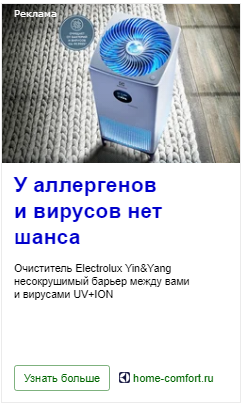 Реклама
У аллергенов
и вирусов нет
шанса
Очиститель Electrolux Yin&Yang
несокрушимый барьер между вами
и вирусами UV+ION
Узнать больше
home-comfort.ru